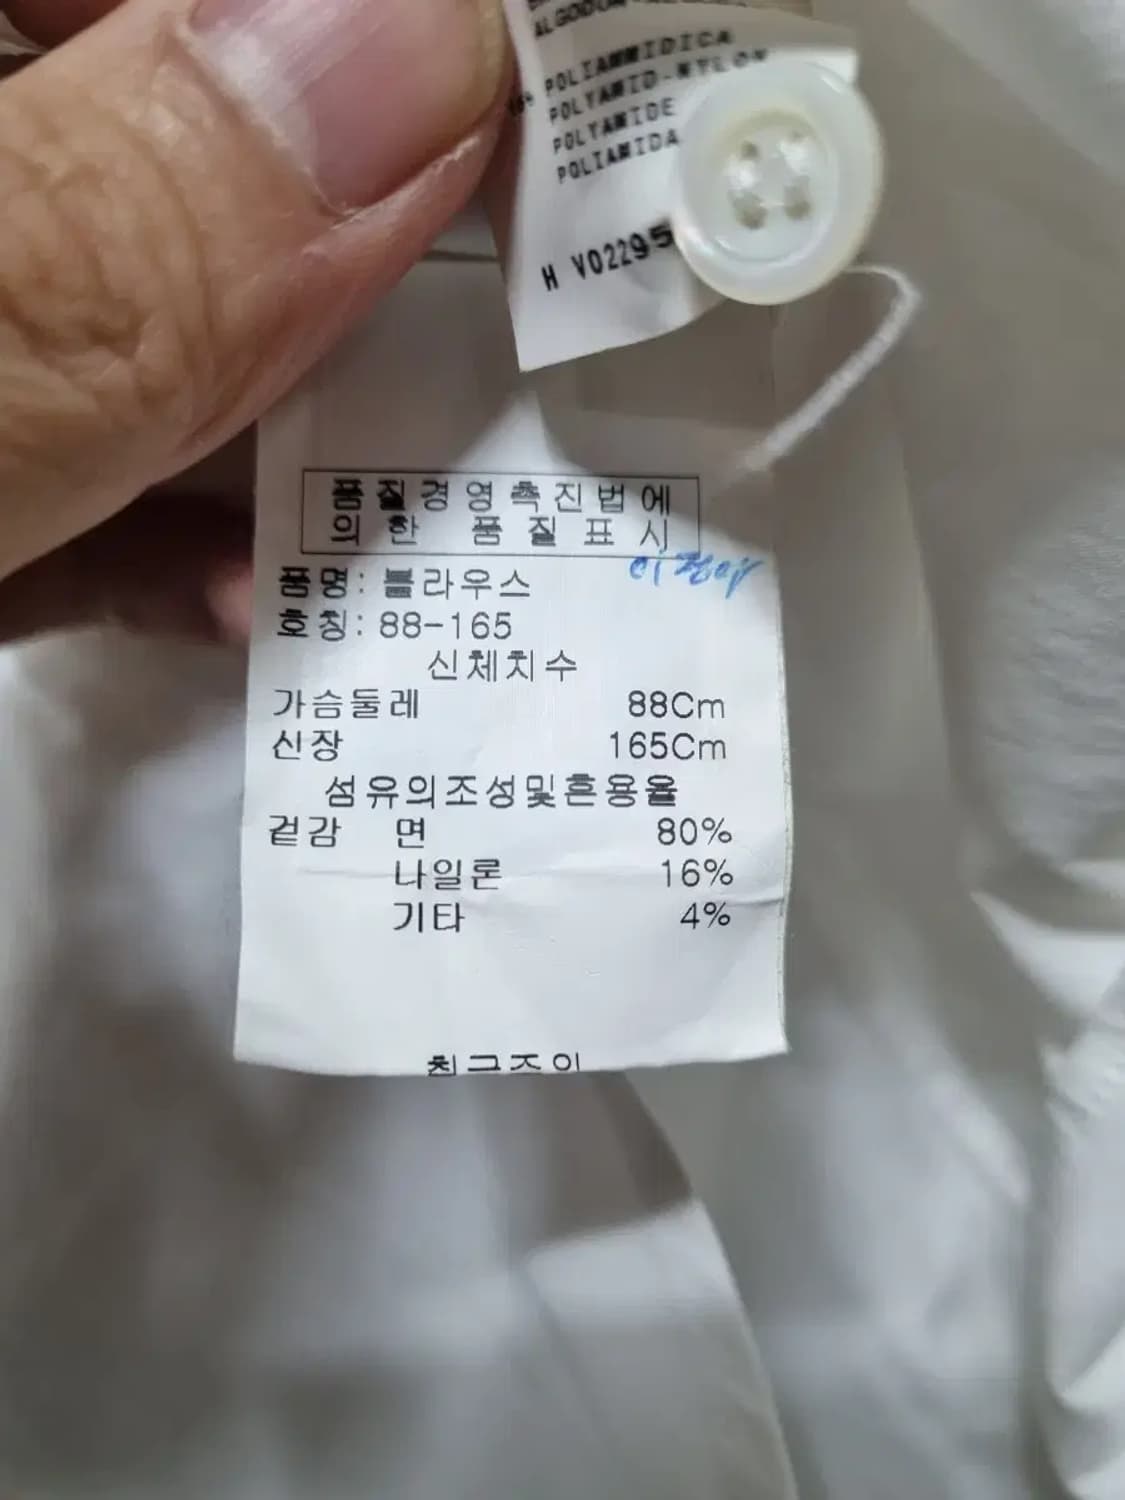 POLIAMMIDICA
POLYAMID-NYLON
POLYAMIDE
POLIAMIDA
H V02295
품질경영촉진법에
의한 품질표시
품명: 블라우스
호칭: 88-165
신체치수
가슴둘레 88Cm
신장 165Cm
섬유의조성및혼용율
겉감 면 80%
나일론 16%
기타 4%